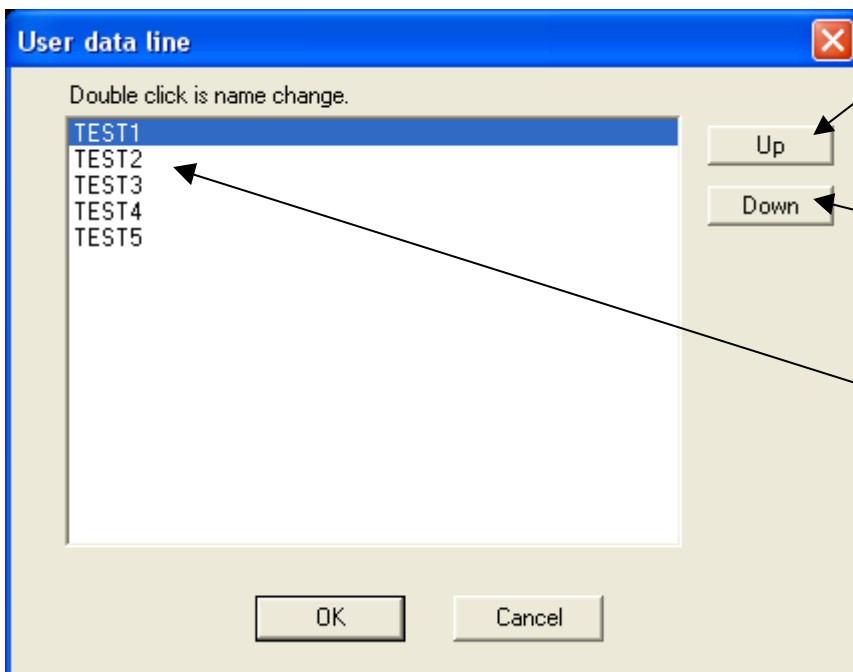 User data line
Double click is name change.
TEST1
TEST2
TEST3
TEST4
TEST5
Up
Down
OK
Cancel